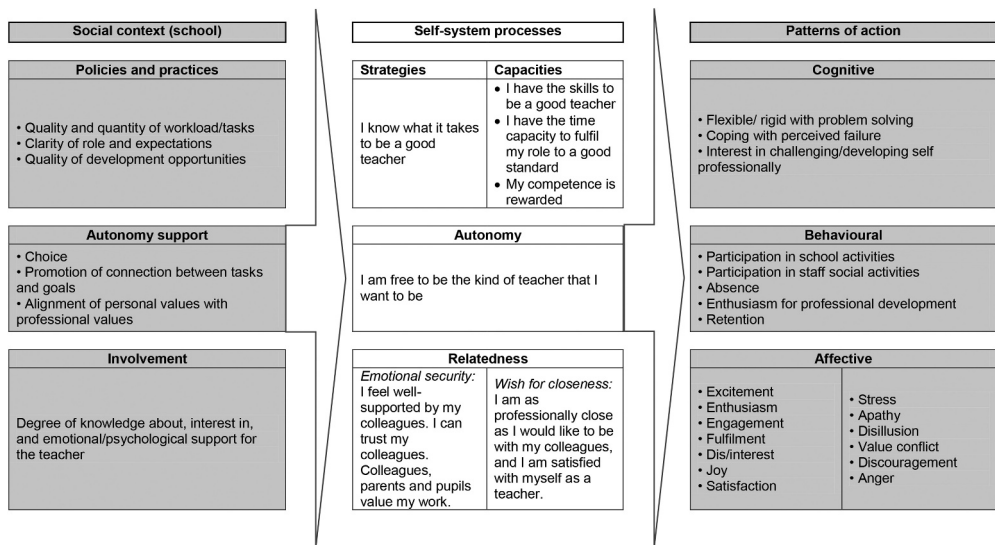 Social context (school)
Policies and practices
• Quality and quantity of workload/tasks
• Clarity of role and expectations
• Quality of development opportunities
Autonomy support
• Choice
• Promotion of connection between tasks
and goals
• Alignment of personal values with
professional values
Involvement
Degree of knowledge about, interest in,
and emotional/psychological support for
the teacher
Self-system processes
Strategies
I know what it takes
to be a good
teacher
Capacities
• I have the skills to
be a good teacher
• I have the time
capacity to fulfil
my role to a good
standard
• My competence is
rewarded
Autonomy
I am free to be the kind of teacher that I
want to be
Relatedness
Emotional security:
I feel well-
supported by my
colleagues. I can
trust my
colleagues.
Colleagues,
parents and pupils
value my work.
Wish for closeness:
I am as
professionally close
as I would like to be
with my colleagues,
and I am satisfied
with myself as a
teacher.
Patterns of action
Cognitive
• Flexible/ rigid with problem solving
• Coping with perceived failure
• Interest in challenging/developing self
professionally
Behavioural
• Participation in school activities
• Participation in staff social activities
• Absence
• Enthusiasm for professional development
• Retention
Affective
• Excitement
• Enthusiasm
• Engagement
• Fulfilment
• Dis/interest
• Joy
• Satisfaction
• Stress
• Apathy
• Disillusion
• Value conflict
• Discouragement
• Anger